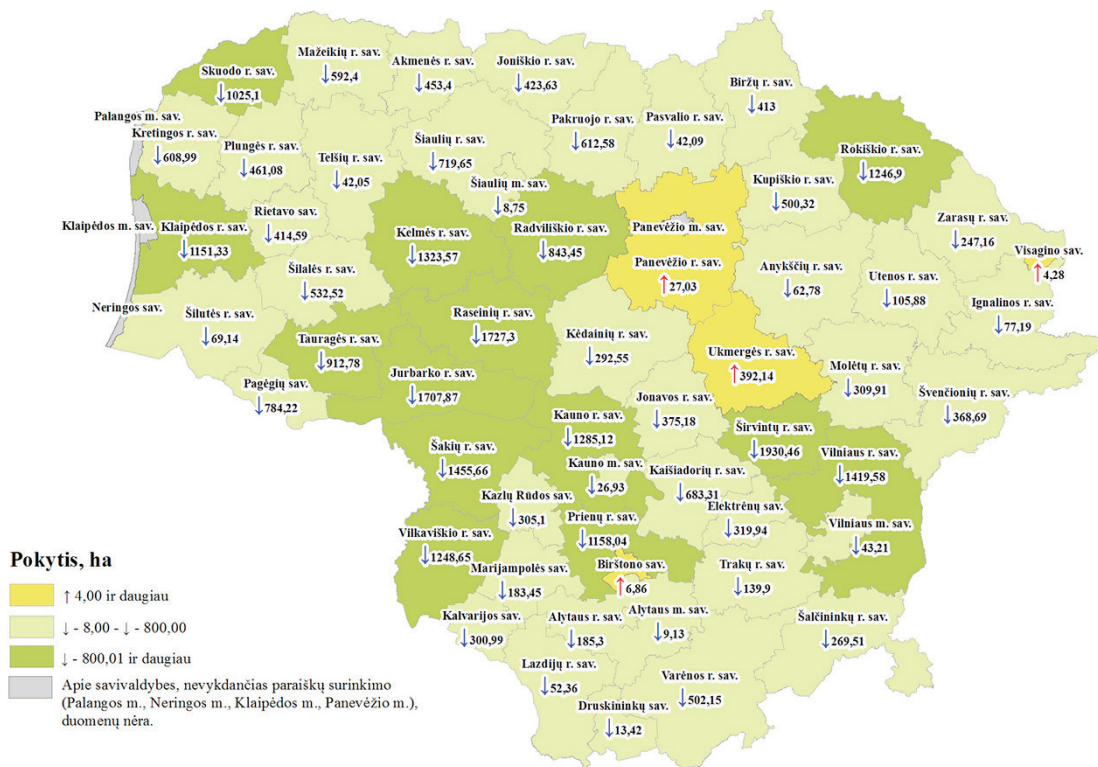 Mažeikių r. sav.
↓592,4
Akmenės r. sav.
↓453,4
Joniškio r. sav.
↓423,63
Skuodo r. sav.
↓1025,1
Biržų r. sav.
↓413
Palangos m. sav.
Kretingos r. sav.
↓608,99
Plungės r. sav.
↓461,08
Telšių r. sav.
↓42,05
Šiaulių r. sav.
↓719,65
Šiaulių m. sav.
↓8,75
Pakruojo r. sav.
↓612,58
Pasvalio r. sav.
↓42,09
Rokiškio r. sav.
↓1246,9
Kupiškio r. sav.
↓500,32
Klaipėdos m. sav.
Klaipėdos r. sav.
↓1151,33
Rietavo sav.
↓414,59
Kelmės r. sav.
↓1323,57
Radviliškio r. sav.
↓843,45
Panevėžio m. sav.
Panevėžio r. sav.
↑27,03
Zarasų r. sav.
↓247,16
Visagino sav.
↑4,28
Anykščių r. sav.
↓62,78
Utenos r. sav.
↓105,88
Ignalinos r. sav.
↓77,19
Šilalės r. sav.
↓532,52
Neringos sav.
Šilutės r. sav.
↓69,14
Raseinių r. sav.
↓1727,3
Tauragės r. sav.
↓912,78
Kėdainių r. sav.
↓292,55
Ukmergės r. sav.
↑392,14
Molėtų r. sav.
↓309,91
Švenčionių r. sav.
↓368,69
Pagėgių sav.
↓784,22
Jurbarko r. sav.
↓1707,87
Jonavos r. sav.
↓375,18
Kauno r. sav.
↓1285,12
Širvintų r. sav.
↓1930,46
Vilniaus r. sav.
↓1419,58
Šakių r. sav.
↓1455,66
Kauno m. sav.
↓26,93
Kaišiadorių r. sav.
↓683,31
Kazlų Rūdos sav.
↓305,1
Elektrėnų sav.
↓319,94
Prienų r. sav.
↓1158,04
Vilniaus m. sav.
↓43,21
Vilkaviškio r. sav.
↓1248,65
Marijampolės sav.
↓183,45
Birštono sav.
↑6,86
Trakų r. sav.
↓139,9
Kalvarijos sav.
↓300,99
Alytaus r. sav.
↓185,3
Alytaus m. sav.
↓9,13
Šalčininkų r. sav.
↓269,51
Lazdijų r. sav.
↓52,36
Varėnos r. sav.
↓502,15
Druskininkų sav.
↓13,42
Pokytis, ha
↑ 4,00 ir daugiau
↓ - 8,00 - ↓ - 800,00
↓ - 800,01 ir daugiau
Apie savivaldybes, nevykdančias paraiškų surinkimo
(Palangos m., Neringos m., Klaipėdos m., Panevėžio m.),
duomenų nėra.